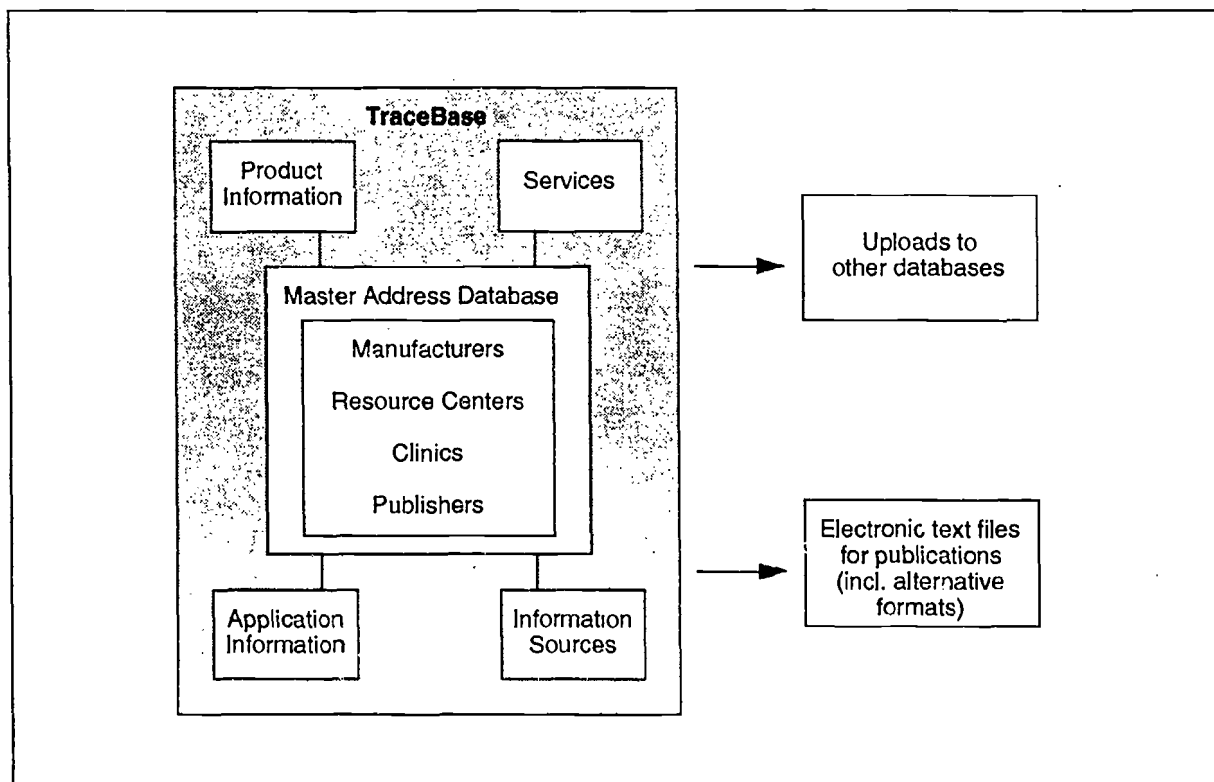 TraceBase
Product
Information
Services
Master Address Database
Manufacturers
Resource Centers
Clinics
Publishers
Application
Information
Information
Sources
Uploads to
other databases
Electronic text files
for publications
(incl. alternative
formats)